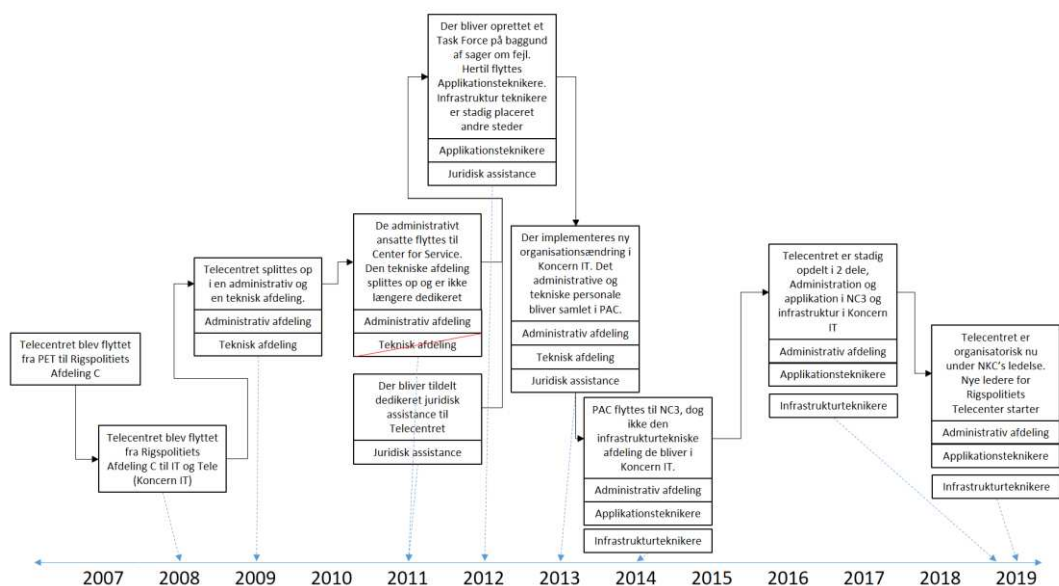 Telecentret blev flyttet
fra PET til Rigspolitiets
Afdeling C
Telecentret blev flyttet
fra Rigspolitiets
Afdeling C til IT og Tele
(Koncern IT)
Telecentret splittes op
i en administrativ og
en teknisk afdeling.
Administrativ afdeling
Teknisk afdeling
De administrativt
ansatte flyttes til
Center for Service.
Den tekniske afdeling
splittes op og er ikke
længere dedikeret
Administrativ afdeling
Teknisk afdeling
Der bliver tildelt
dedikeret juridisk
assistance til
Telecentret
Juridisk assistance
Der bliver oprettet et
Task Force på baggund
af sager om fejl.
Hertil flyttes
Applikationsteknikere.
Infrastruktur teknikere
er stadig placeret
andre steder
Applikationsteknikere
Juridisk assistance
Der implementeres ny
organisationsændring i
Koncern IT. Det
administrative og
tekniske personale
bliver samlet i PAC.
Administrativ afdeling
Teknisk afdeling
Juridisk assistance
PAC flyttes til NC3, dog
ikke den
infrastrukturtekniske
afdeling de bliver i
Koncern IT.
Administrativ afdeling
Applikationsteknikere
Infrastrukturteknikere
Telecentret er stadig
opdelt i 2 dele,
Administration og
applikation i NC3 og
infrastruktur i Koncern
IT
Administrativ afdeling
Applikationsteknikere
Infrastrukturteknikere
Telecentret er
organisatorisk nu
under NKC's ledelse.
Nye ledere for
Rigspolitiets
Telecenter starter
Administrativ afdeling
Applikationsteknikere
Infrastrukturteknikere
2007 2008 2009 2010 2011 2012 2013 2014 2015 2016 2017 2018 2019